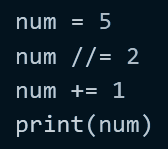 num = 5
num //= 2
num += 1
print(num)